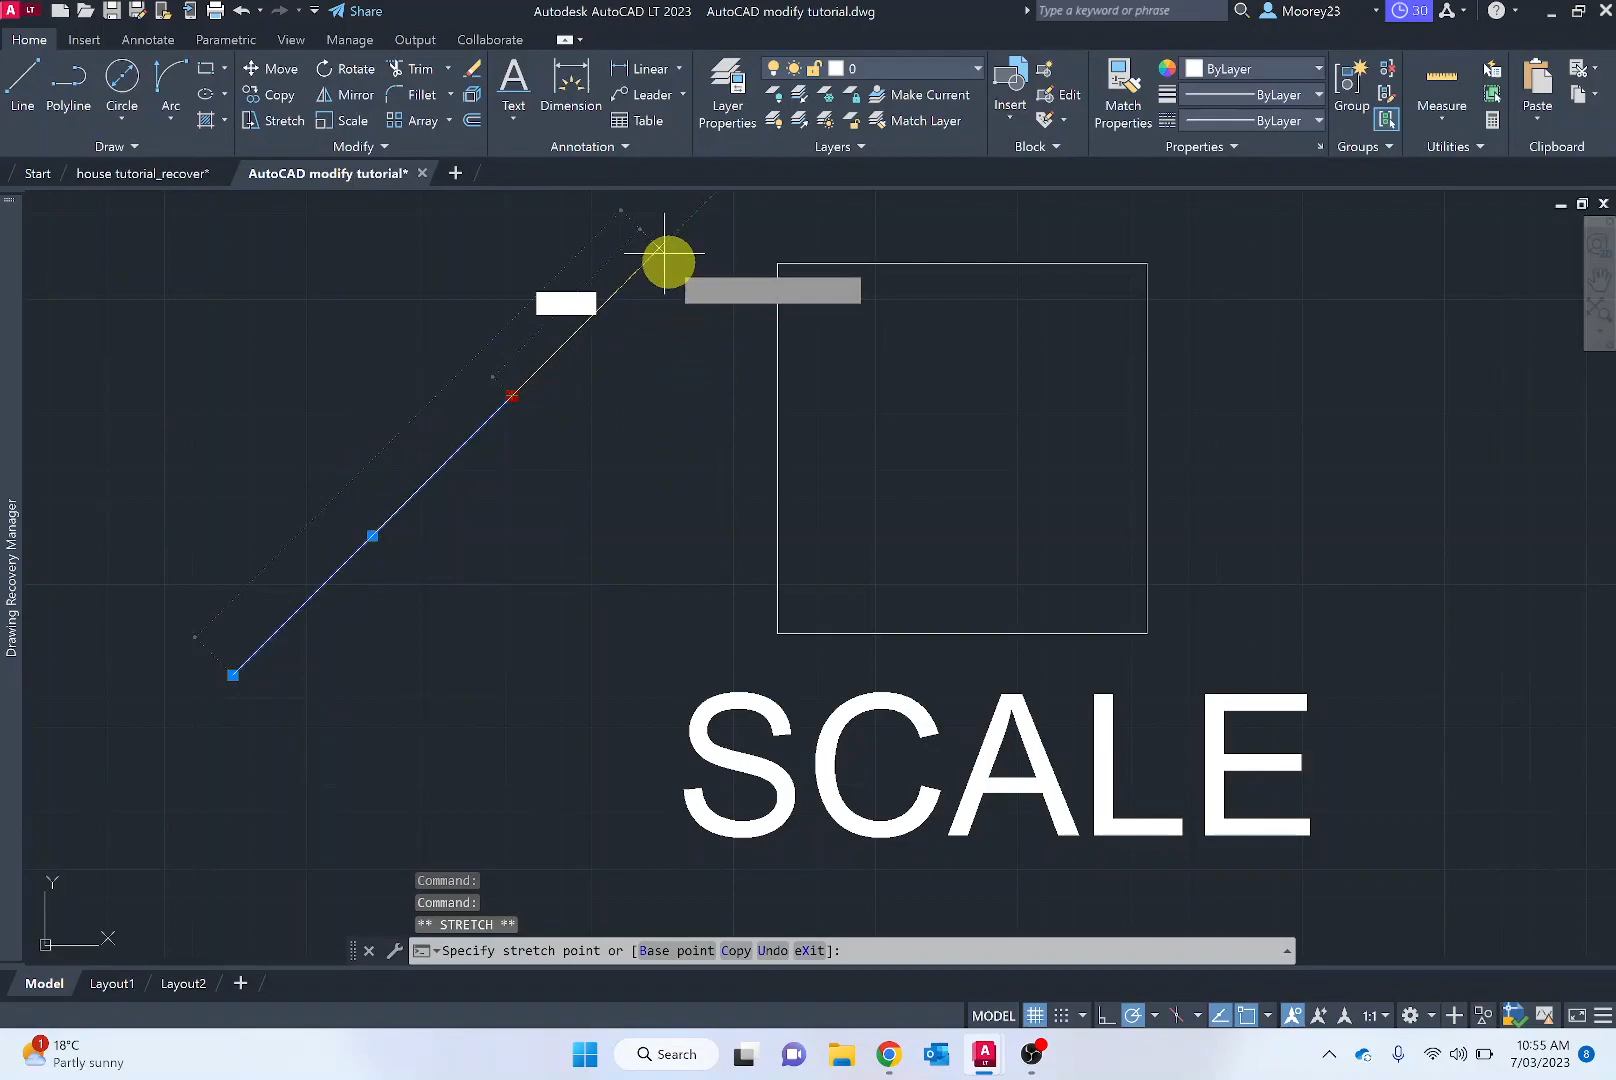 Share
Autodesk AutoCAD LT 2023 AutoCAD modify tutorial.dwg
Type a keyword or phrase
Moorey23
30
Home Insert Annotate Parametric View Manage Output Collaborate
Line
Polyline
Circle
Arc
Draw
Move
Rotate
Trim
Copy
Mirror
Fillet
Stretch
Scale
Array
Modify
Text
Dimension
Linear
Leader
Table
Annotation
Layer
Properties
0
Make Current
Match Layer
Layers
Insert
Edit
Block
Match
Properties
ByLayer
ByLayer
ByLayer
Properties
Group
Groups
Measure
Utilities
Paste
Clipboard
Start
house tutorial_recover*
AutoCAD modify tutorial*
Drawing Recovery Manager
SCALE
Y
X
Command:
Command:
** STRETCH **
Specify stretch point or [Base point Copy Undo eXit]:
Model Layout1 Layout2
MODEL
1:1
1
18°C
Partly sunny
Search
LT
10:55 AM
7/03/2023
8